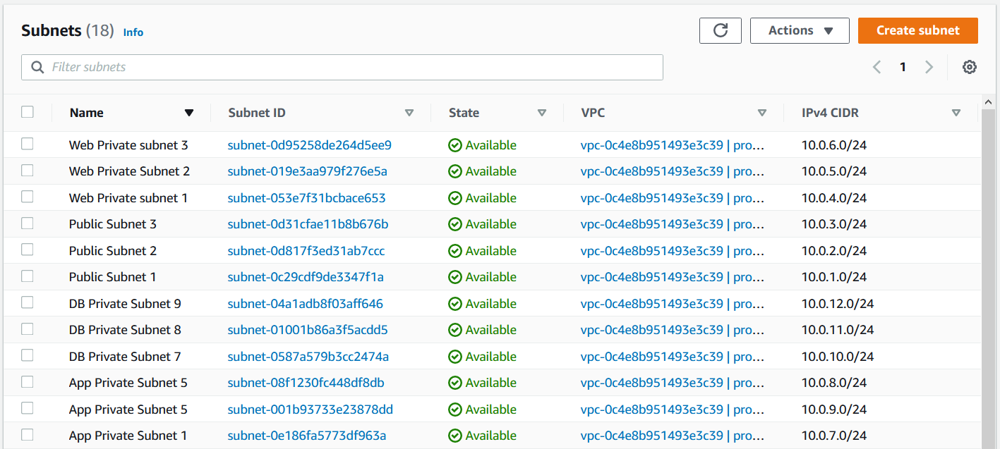 Subnets (18) Info Actions Create subnet
Filter subnets 1
Name Subnet ID State VPC IPv4 CIDR
Web Private subnet 3 subnet-0d95258de264d5ee9 Available vpc-0c4e8b951493e3c39 | pro… 10.0.6.0/24
Web Private Subnet 2 subnet-019e3aa979f276e5a Available vpc-0c4e8b951493e3c39 | pro… 10.0.5.0/24
Web Private subnet 1 subnet-053e7f31bcbace653 Available vpc-0c4e8b951493e3c39 | pro… 10.0.4.0/24
Public Subnet 3 subnet-0d31cfae11b8b676b Available vpc-0c4e8b951493e3c39 | pro… 10.0.3.0/24
Public Subnet 2 subnet-0d817f3ed31ab7ccc Available vpc-0c4e8b951493e3c39 | pro… 10.0.2.0/24
Public Subnet 1 subnet-0c29cdf9de3347f1a Available vpc-0c4e8b951493e3c39 | pro… 10.0.1.0/24
DB Private Subnet 9 subnet-04a1adb8f03aff646 Available vpc-0c4e8b951493e3c39 | pro… 10.0.12.0/24
DB Private Subnet 8 subnet-01001b86a3f5acdd5 Available vpc-0c4e8b951493e3c39 | pro… 10.0.11.0/24
DB Private Subnet 7 subnet-0587a579b3cc2474a Available vpc-0c4e8b951493e3c39 | pro… 10.0.10.0/24
App Private Subnet 5 subnet-08f1230fc448df8db Available vpc-0c4e8b951493e3c39 | pro… 10.0.8.0/24
App Private Subnet 5 subnet-001b93733e23878dd Available vpc-0c4e8b951493e3c39 | pro… 10.0.9.0/24
App Private Subnet 1 subnet-0e186fa5773df963a Available vpc-0c4e8b951493e3c39 | pro… 10.0.7.0/24